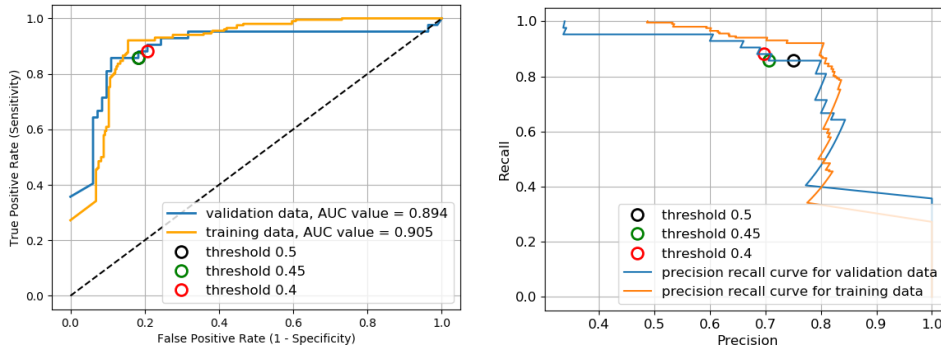 1.0
0.8
0.6
0.4
0.2
0.0
True Positive Rate (Sensitivity)
validation data, AUC value = 0.894
training data, AUC value = 0.905
threshold 0.5
threshold 0.45
threshold 0.4
0.0 0.2 0.4 0.6 0.8 1.0
False Positive Rate (1 - Specificity)
1.0
0.8
0.6
0.4
0.2
0.0
Recall
threshold 0.5
threshold 0.45
threshold 0.4
precision recall curve for validation data
precision recall curve for training data
0.4 0.5 0.6 0.7 0.8 0.9 1.0
Precision